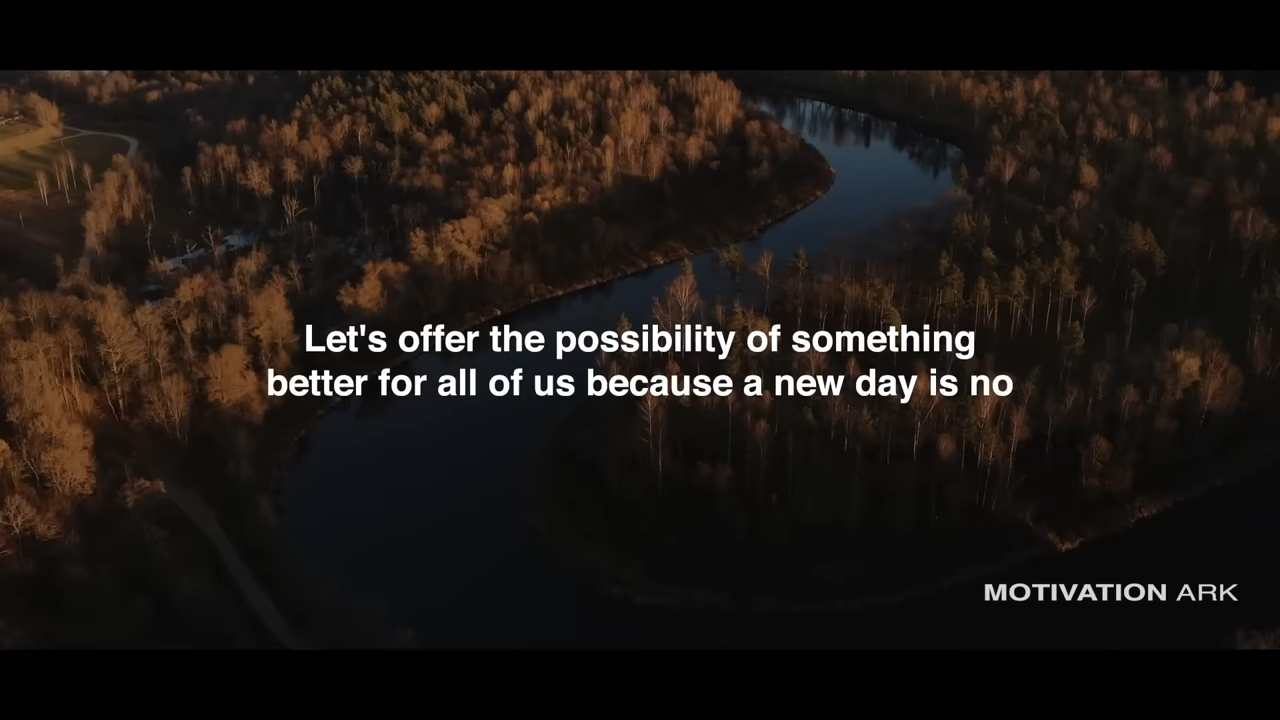 Let's offer the possibility of something
better for all of us because a new day is no
MOTIVATION ARK